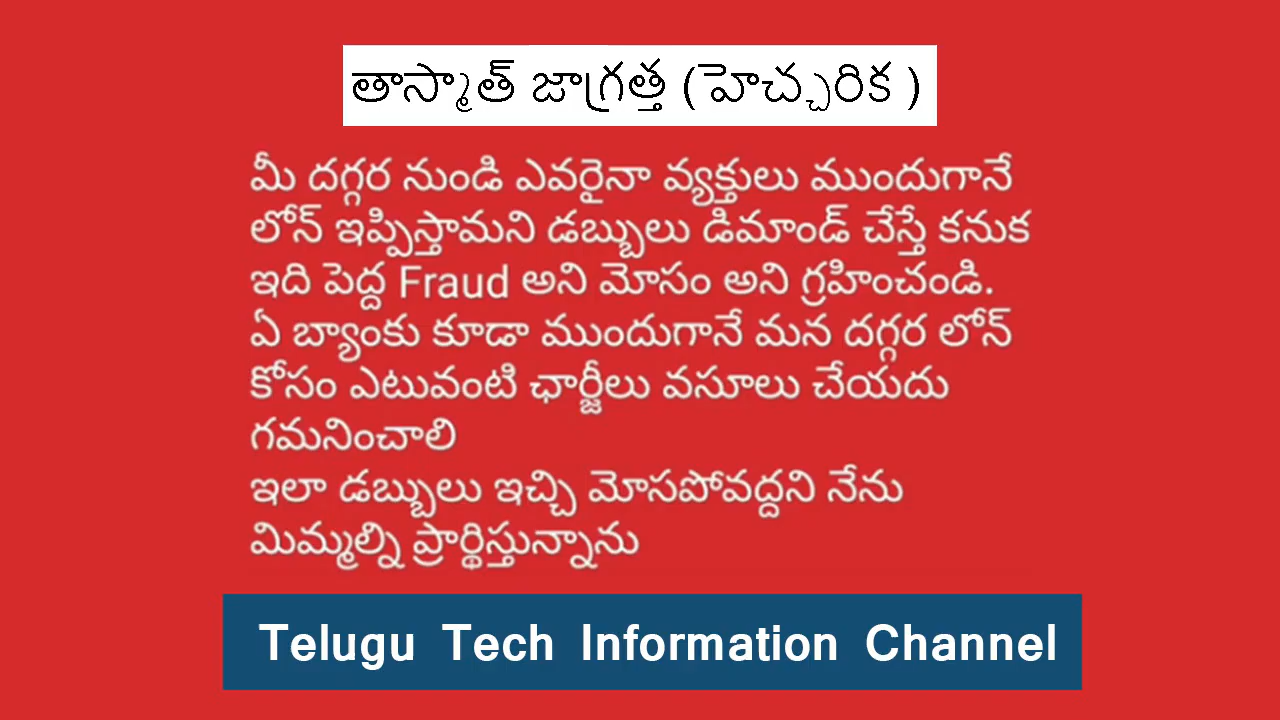 తాస్మాత్ జాగ్రత్త (హెచ్చరిక )
మీ దగ్గర నుండి ఎవరైనా వ్యక్తులు ముందుగానే
లోన్ ఇప్పిస్తామని డబ్బులు డిమాండ్ చేస్తే కనుక
ఇది పెద్ద Fraud అని మోసం అని గ్రహించండి.
ఏ బ్యాంకు కూడా ముందుగానే మన దగ్గర లోన్
కోసం ఎటువంటి ఛార్జీలు వసూలు చేయదు
గమనించాలి
ఇలా డబ్బులు ఇచ్చి మోసపోవద్దని నేను
మిమ్మల్ని ప్రార్థిస్తున్నాను
Telugu Tech Information Channel